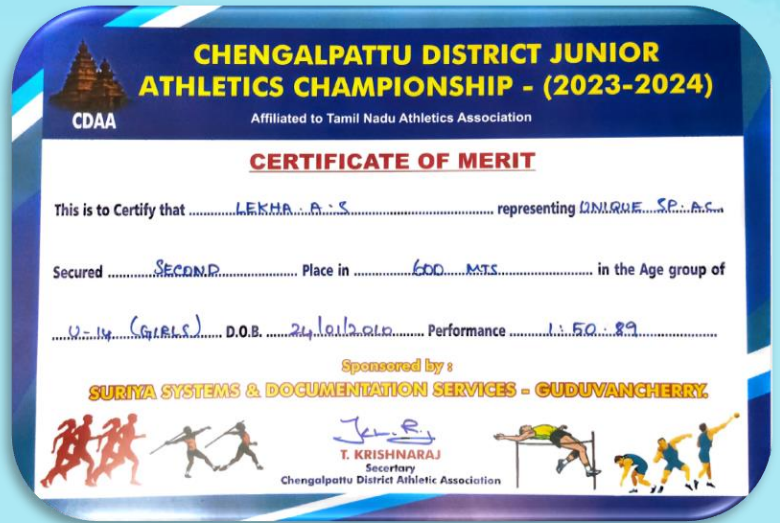 CHENGALPATTU DISTRICT JUNIOR
ATHLETICS CHAMPIONSHIP - (2023-2024)
CDAA
Affiliated to Tamil Nadu Athletics Association
CERTIFICATE OF MERIT
This is to Certify that LEKHA . A . S representing UNIQUE SP. AC.
Secured SECOND Place in 600 MTS in the Age group of
U-14 (GIRLS) D.O.B. 24/01/2010 Performance 1:50.89
Sponsored by :
SURIYA SYSTEMS & DOCUMENTATION SERVICES - GUDUVANCHERRY.
T. KRISHNARAJ
Secertary
Chengalpattu District Athletic Association